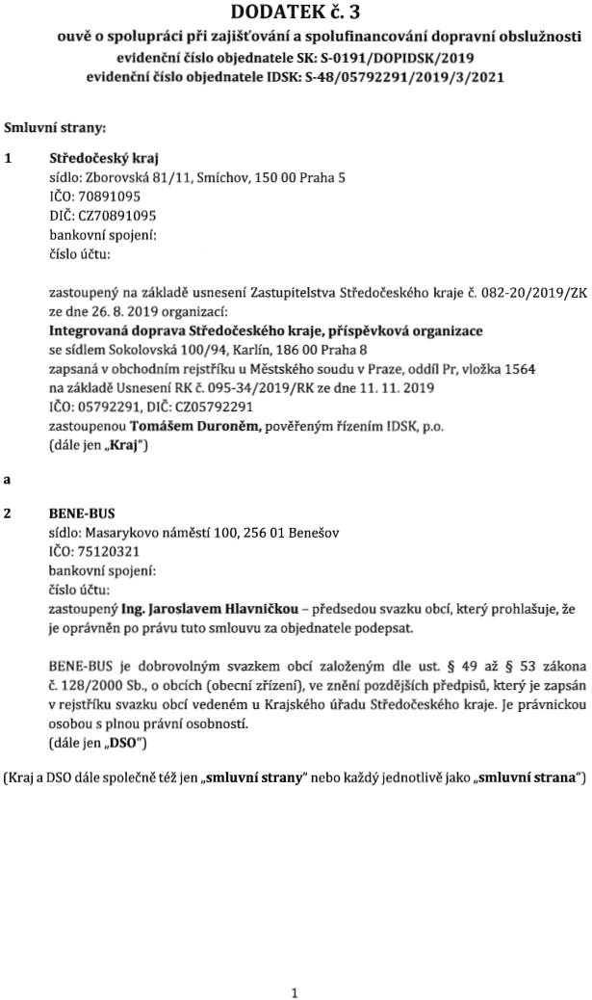 DODATEK č. 3
ouvě o spolupráci při zajišťování a spolufinancování dopravní obslužnosti
evidenční číslo objednatele SK: S-0191/DOPIDSK/2019
evidenční číslo objednatele IDSK: S-48/05792291/2019/3/2021
Smluvní strany:
1 Středočeský kraj
sídlo: Zborovská 81/11, Smíchov, 150 00 Praha 5
IČO: 70891095
DIČ: CZ70891095
bankovní spojení:
číslo účtu:
zastoupený na základě usnesení Zastupitelstva Středočeského kraje č. 082-20/2019/ZK
ze dne 26. 8. 2019 organizací:
Integrovaná doprava Středočeského kraje, příspěvková organizace
se sídlem Sokolovská 100/94, Karlín, 186 00 Praha 8
zapsaná v obchodním rejstříku u Městského soudu v Praze, oddíl Pr, vložka 1564
na základě Usnesení RK č. 095-34/2019/RK ze dne 11. 11. 2019
IČO: 05792291, DIČ: CZ05792291
zastoupenou Tomášem Duroněm, pověřeným řízením IDSK, p.o.
(dále jen „Kraj“)
a
2 BENE-BUS
sídlo: Masarykovo náměstí 100, 256 01 Benešov
IČO: 75120321
bankovní spojení:
číslo účtu:
zastoupený Ing. Jaroslavem Hlavničkou – předsedou svazku obcí, který prohlašuje, že
je oprávněn po právu tuto smlouvu za objednatele podepsat.
BENE-BUS je dobrovolným svazkem obcí založeným dle ust. § 49 až § 53 zákona
č. 128/2000 Sb., o obcích (obecní zřízení), ve znění pozdějších předpisů, který je zapsán
v rejstříku svazku obcí vedeném u Krajského úřadu Středočeského kraje. Je právnickou
osobou s plnou právní osobností.
(dále jen „DSO“)
(Kraj a DSO dále společně též jen „smluvní strany“ nebo každý jednotlivě jako „smluvní strana“)
1